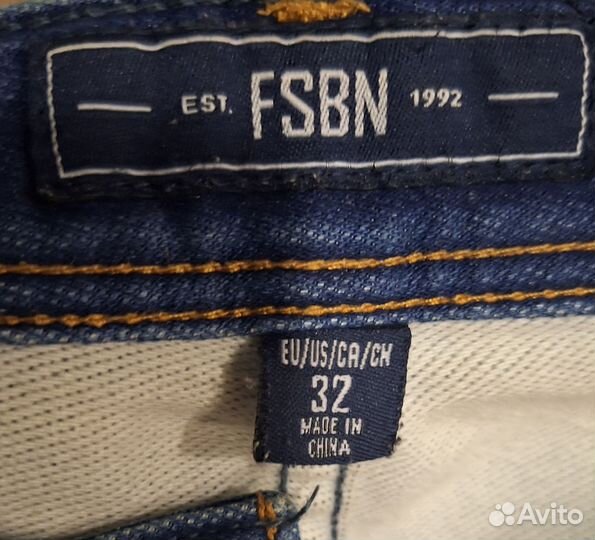 EST. FSBN 1992
EU/US/CA/CN
32
MADE IN
CHINA
Avito